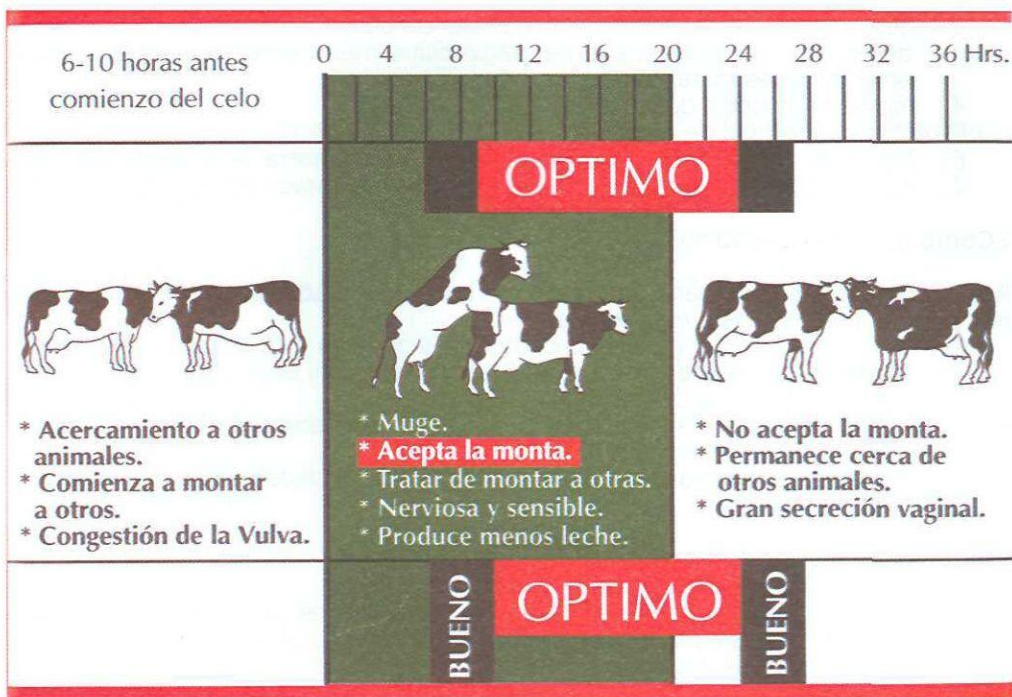 6-10 horas antes
comienzo del celo
0 4 8 12 16 20 24 28 32 36 Hrs.
OPTIMO
* Acercamiento a otros
animales.
* Comienza a montar
a otros.
* Congestión de la Vulva.
* Muge.
* Acepta la monta.
* Tratar de montar a otras.
* Nerviosa y sensible.
* Produce menos leche.
* No acepta la monta.
* Permanece cerca de
otros animales.
* Gran secreción vaginal.
BUENO
OPTIMO
BUENO